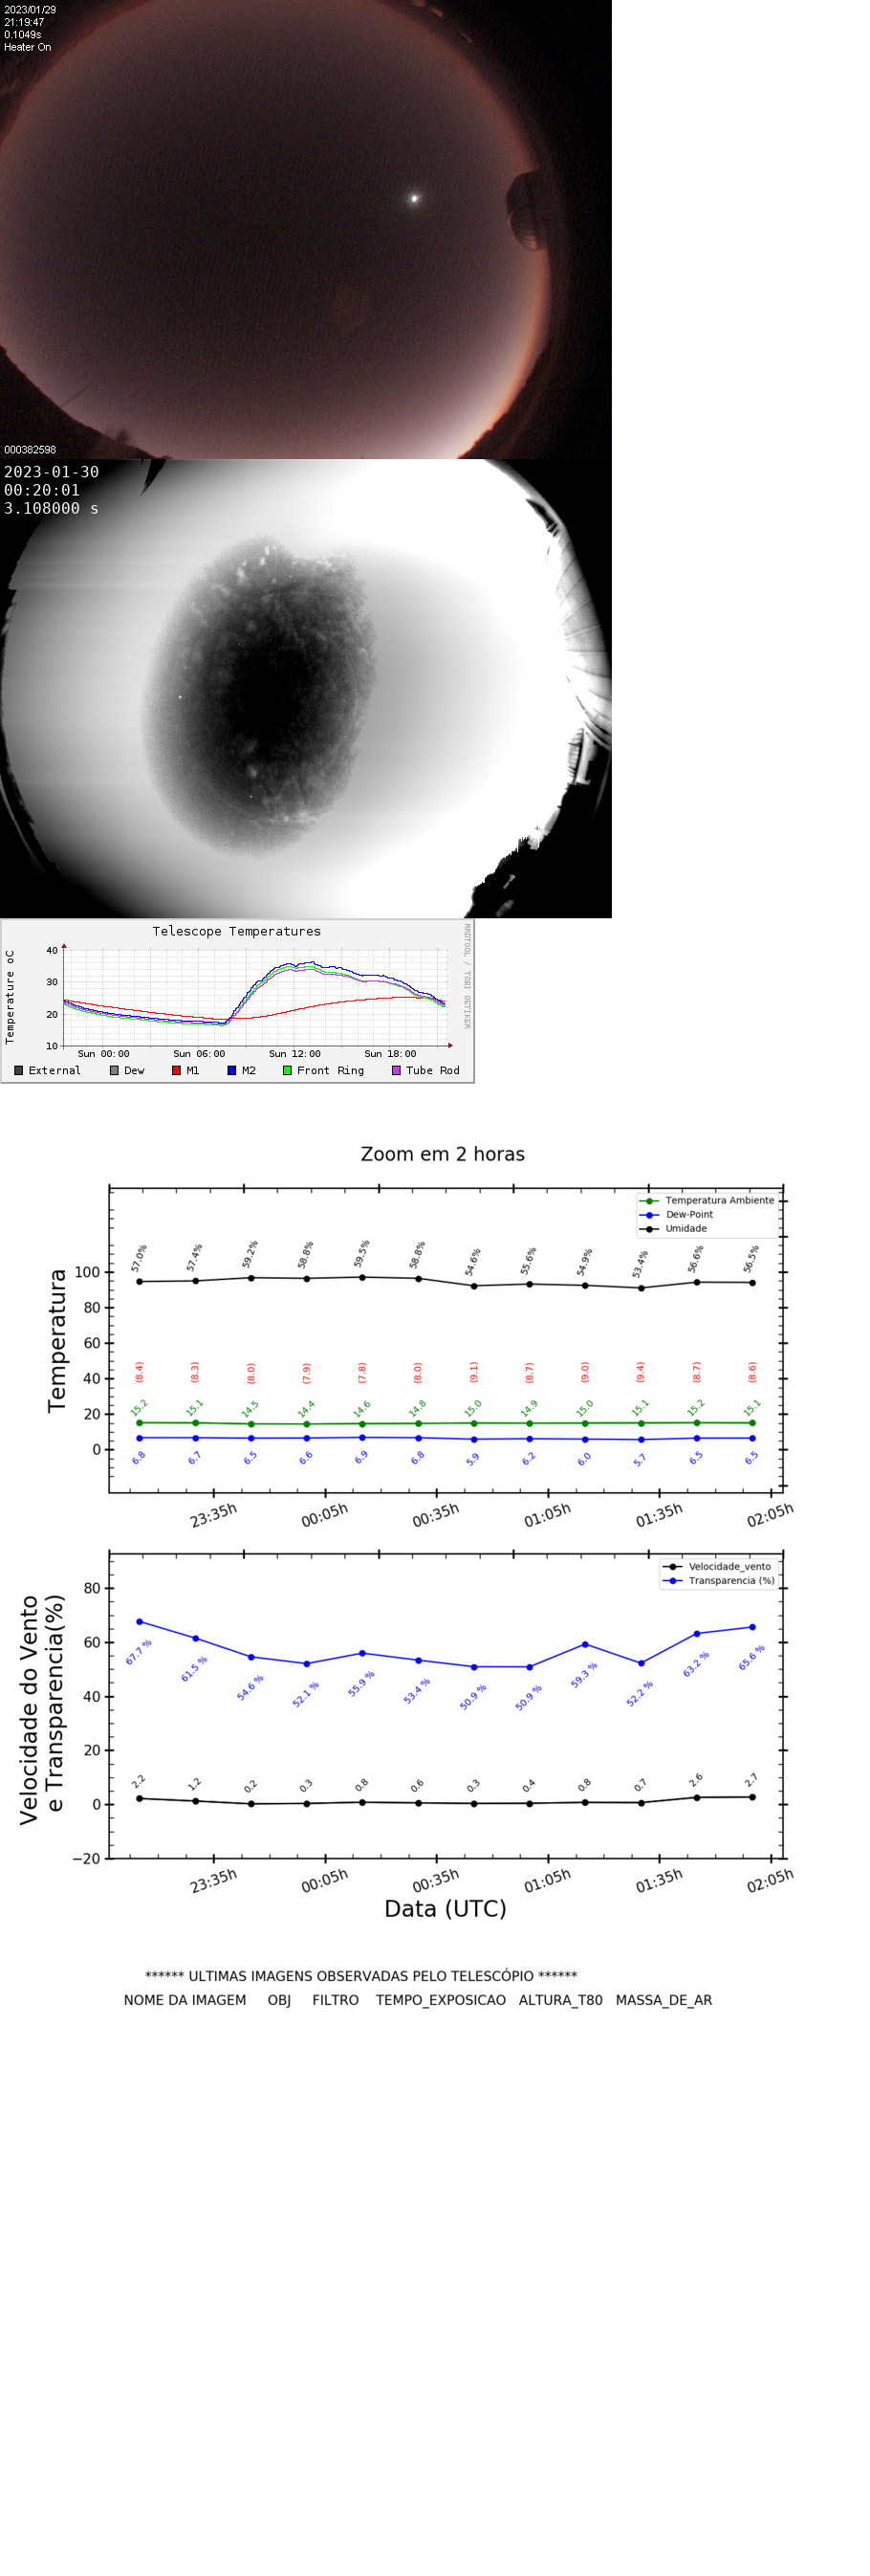 2023/01/29
21:19:47
0.1049s
Heater On
000382598
2023-01-30
00:20:01
3.108000 s
Telescope Temperatures
RRDTOOL / TOBI OETIKER
Temperature oC
40
30
20
10
Sun 00:00 Sun 06:00 Sun 12:00 Sun 18:00
External Dew M1 M2 Front Ring Tube Rod
Zoom em 2 horas
Temperatura Ambiente
Dew-Point
Umidade
Temperatura
100
80
60
40
20
0
57.0% 57.4% 59.2% 58.8% 59.5% 58.8% 54.6% 55.6% 54.9% 53.4% 56.6% 56.5%
(8.4) (8.3) (8.0) (7.9) (7.8) (8.0) (9.1) (8.7) (9.0) (9.4) (8.7) (8.6)
15.2 15.1 14.5 14.4 14.6 14.8 15.0 14.9 15.0 15.1 15.2 15.1
6.8 6.7 6.5 6.6 6.9 6.8 5.9 6.2 6.0 5.7 6.5 6.5
23:35h 00:05h 00:35h 01:05h 01:35h 02:05h
Velocidade_vento
Transparencia (%)
Velocidade do Vento
e Transparencia(%)
80
60
40
20
0
−20
67.7 % 61.5 % 54.6 % 52.1 % 55.9 % 53.4 % 50.9 % 50.9 % 59.3 % 52.2 % 63.2 % 65.6 %
2.2 1.2 0.2 0.3 0.8 0.6 0.3 0.4 0.8 0.7 2.6 2.7
23:35h 00:05h 00:35h 01:05h 01:35h 02:05h
Data (UTC)
****** ULTIMAS IMAGENS OBSERVADAS PELO TELESCÓPIO ******
NOME DA IMAGEM OBJ FILTRO TEMPO_EXPOSICAO ALTURA_T80 MASSA_DE_AR